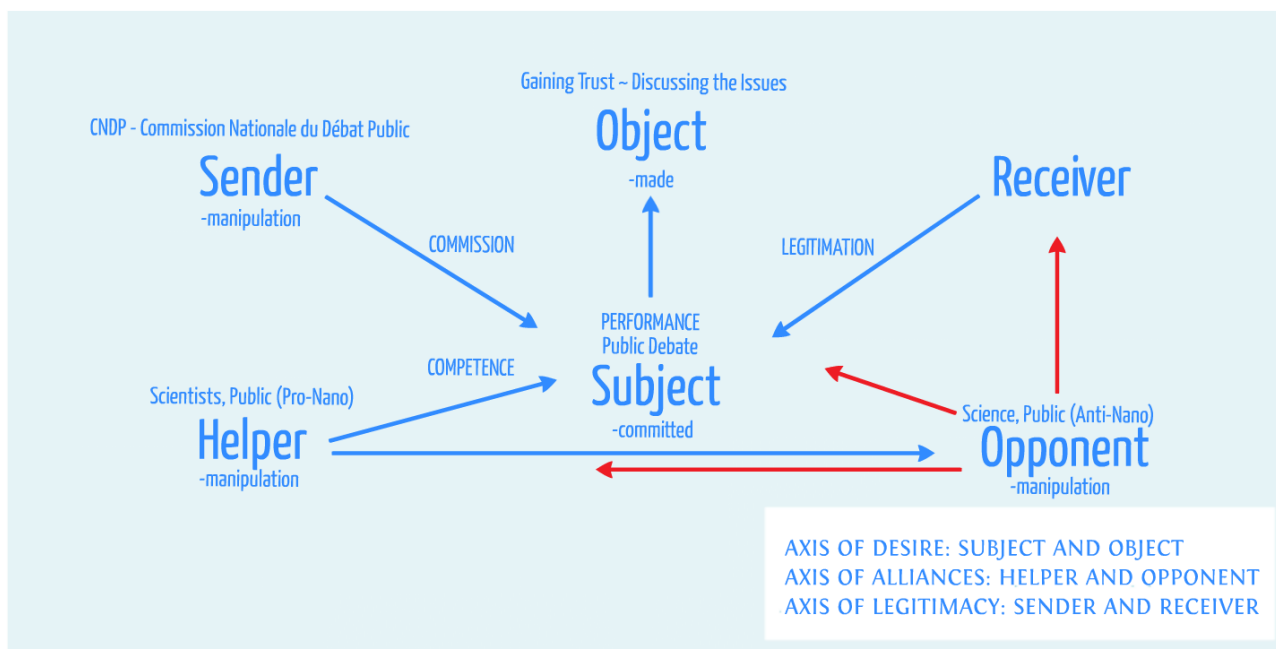 Gaining Trust ~ Discussing the Issues
Object
-made
CNDP - Commission Nationale du Débat Public
Sender
-manipulation
Receiver
COMMISSION
LEGITIMATION
PERFORMANCE
Public Debate
Subject
-committed
COMPETENCE
Scientists, Public (Pro-Nano)
Helper
-manipulation
Science, Public (Anti-Nano)
Opponent
-manipulation
AXIS OF DESIRE: SUBJECT AND OBJECT
AXIS OF ALLIANCES: HELPER AND OPPONENT
AXIS OF LEGITIMACY: SENDER AND RECEIVER